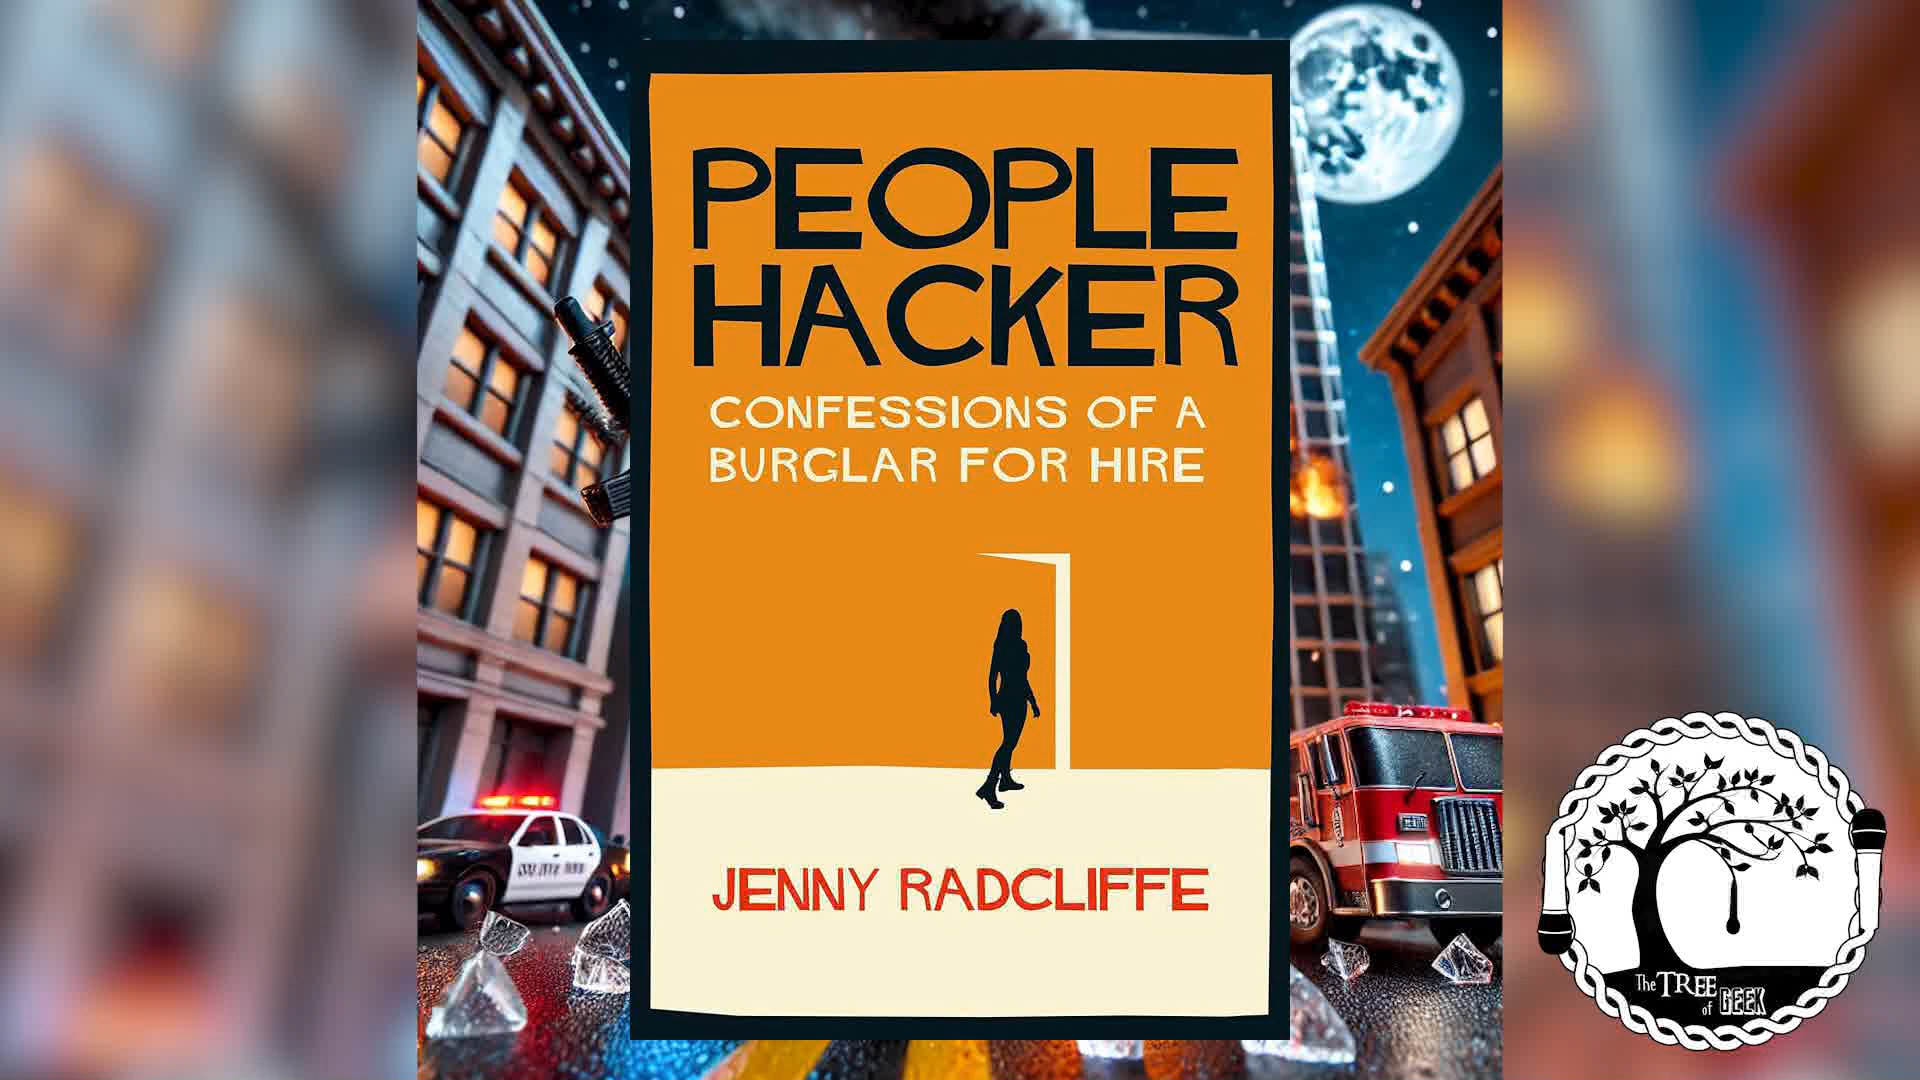 PEOPLE
HACKER
CONFESSIONS OF A
BURGLAR FOR HIRE
JENNY RADCLIFFE
The TREE
of GEEK